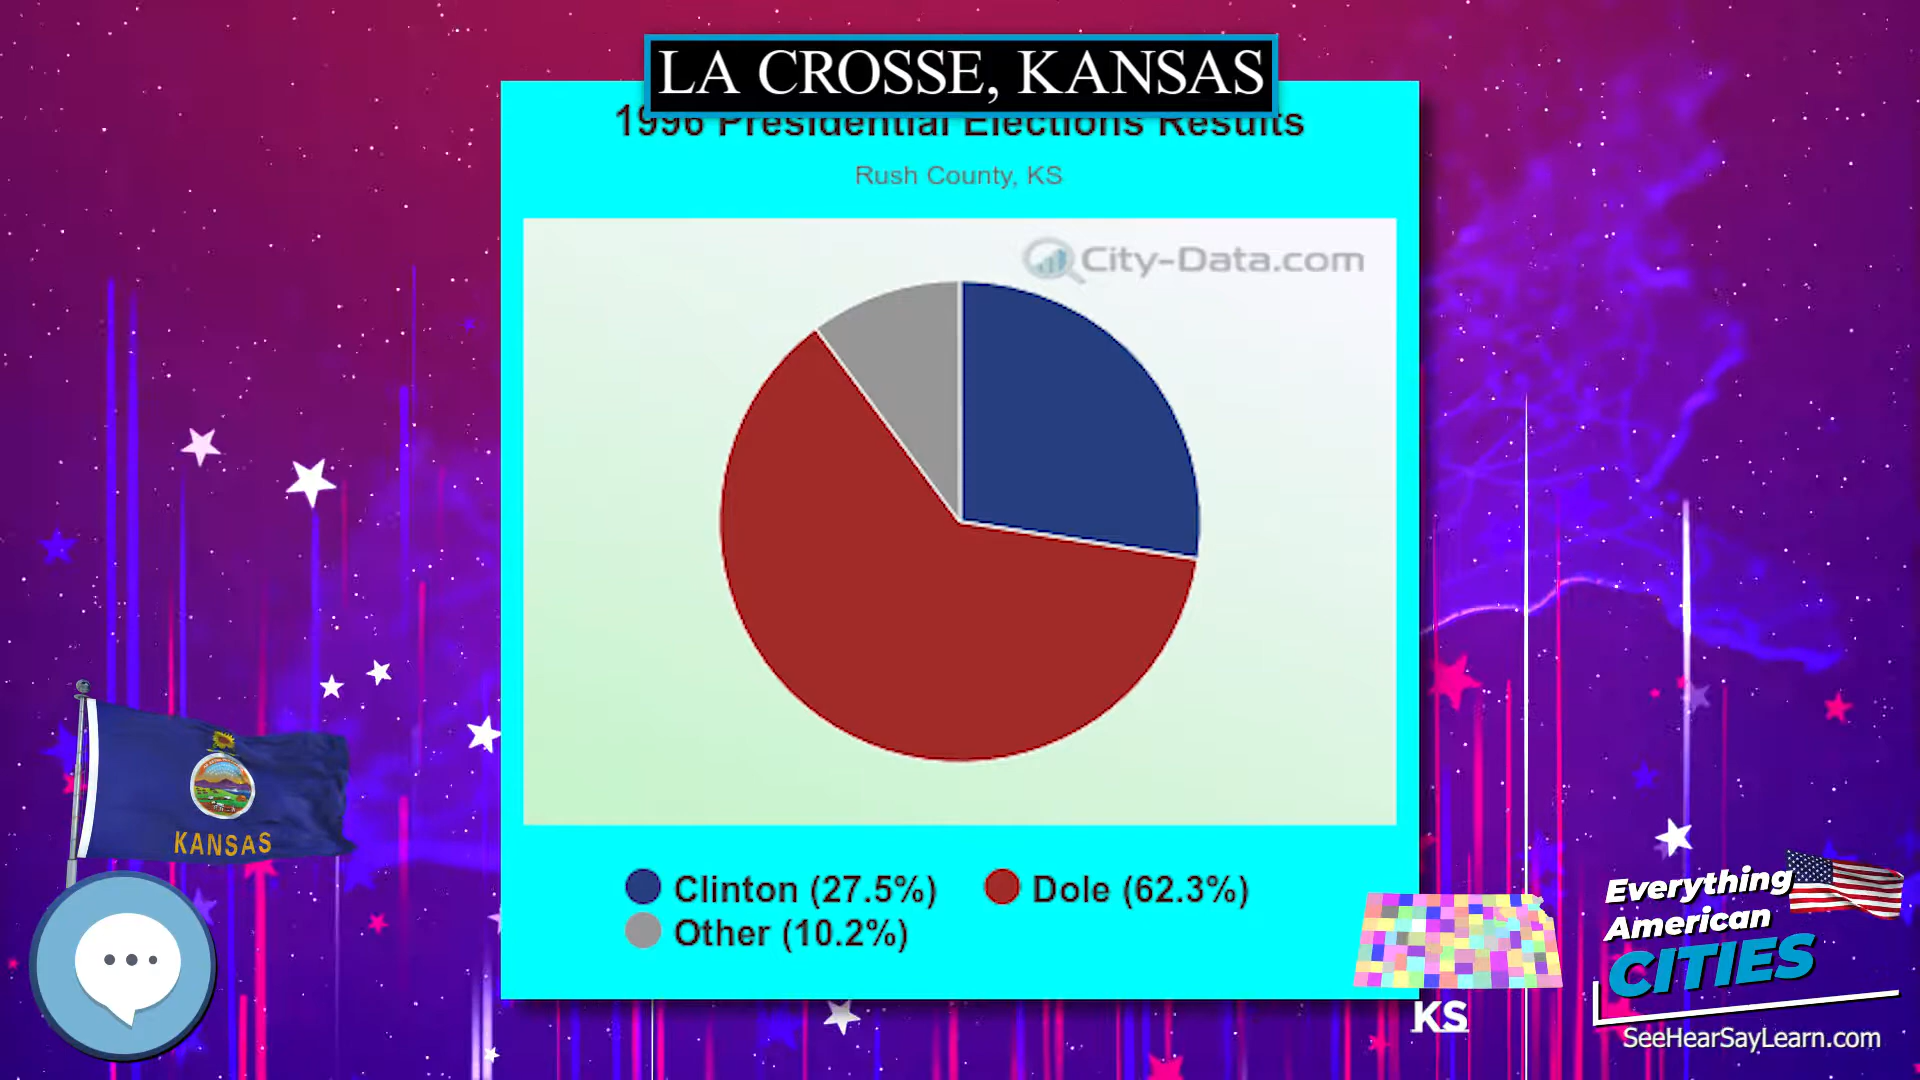 LA CROSSE, KANSAS
1996 Presidential Elections Results
Rush County, KS
City-Data.com
Clinton (27.5%) Dole (62.3%)
Other (10.2%)
KANSAS
KS
Everything
American
CITIES
SeeHearSayLearn.com